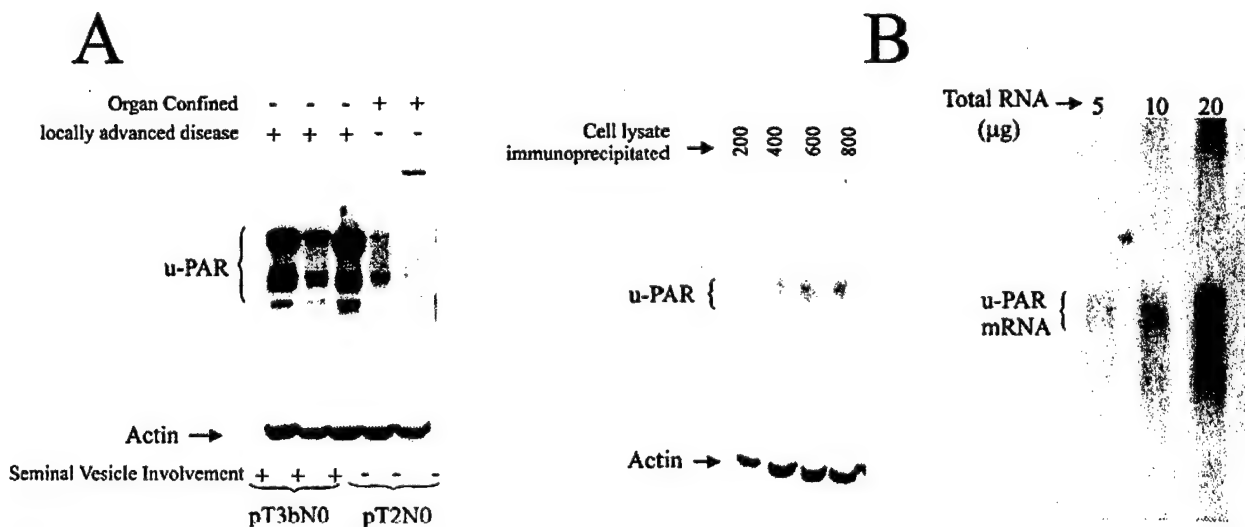 A
Organ Confined - - - + +
locally advanced disease + + + - -
u-PAR
Actin →
Seminal Vesicle Involvement + + + - - -
pT3bN0 pT2N0
Cell lysate
immunoprecipitated → 200 400 600 800
u-PAR
Actin →
B
Total RNA → 5 10 20
(µg)
u-PAR
mRNA